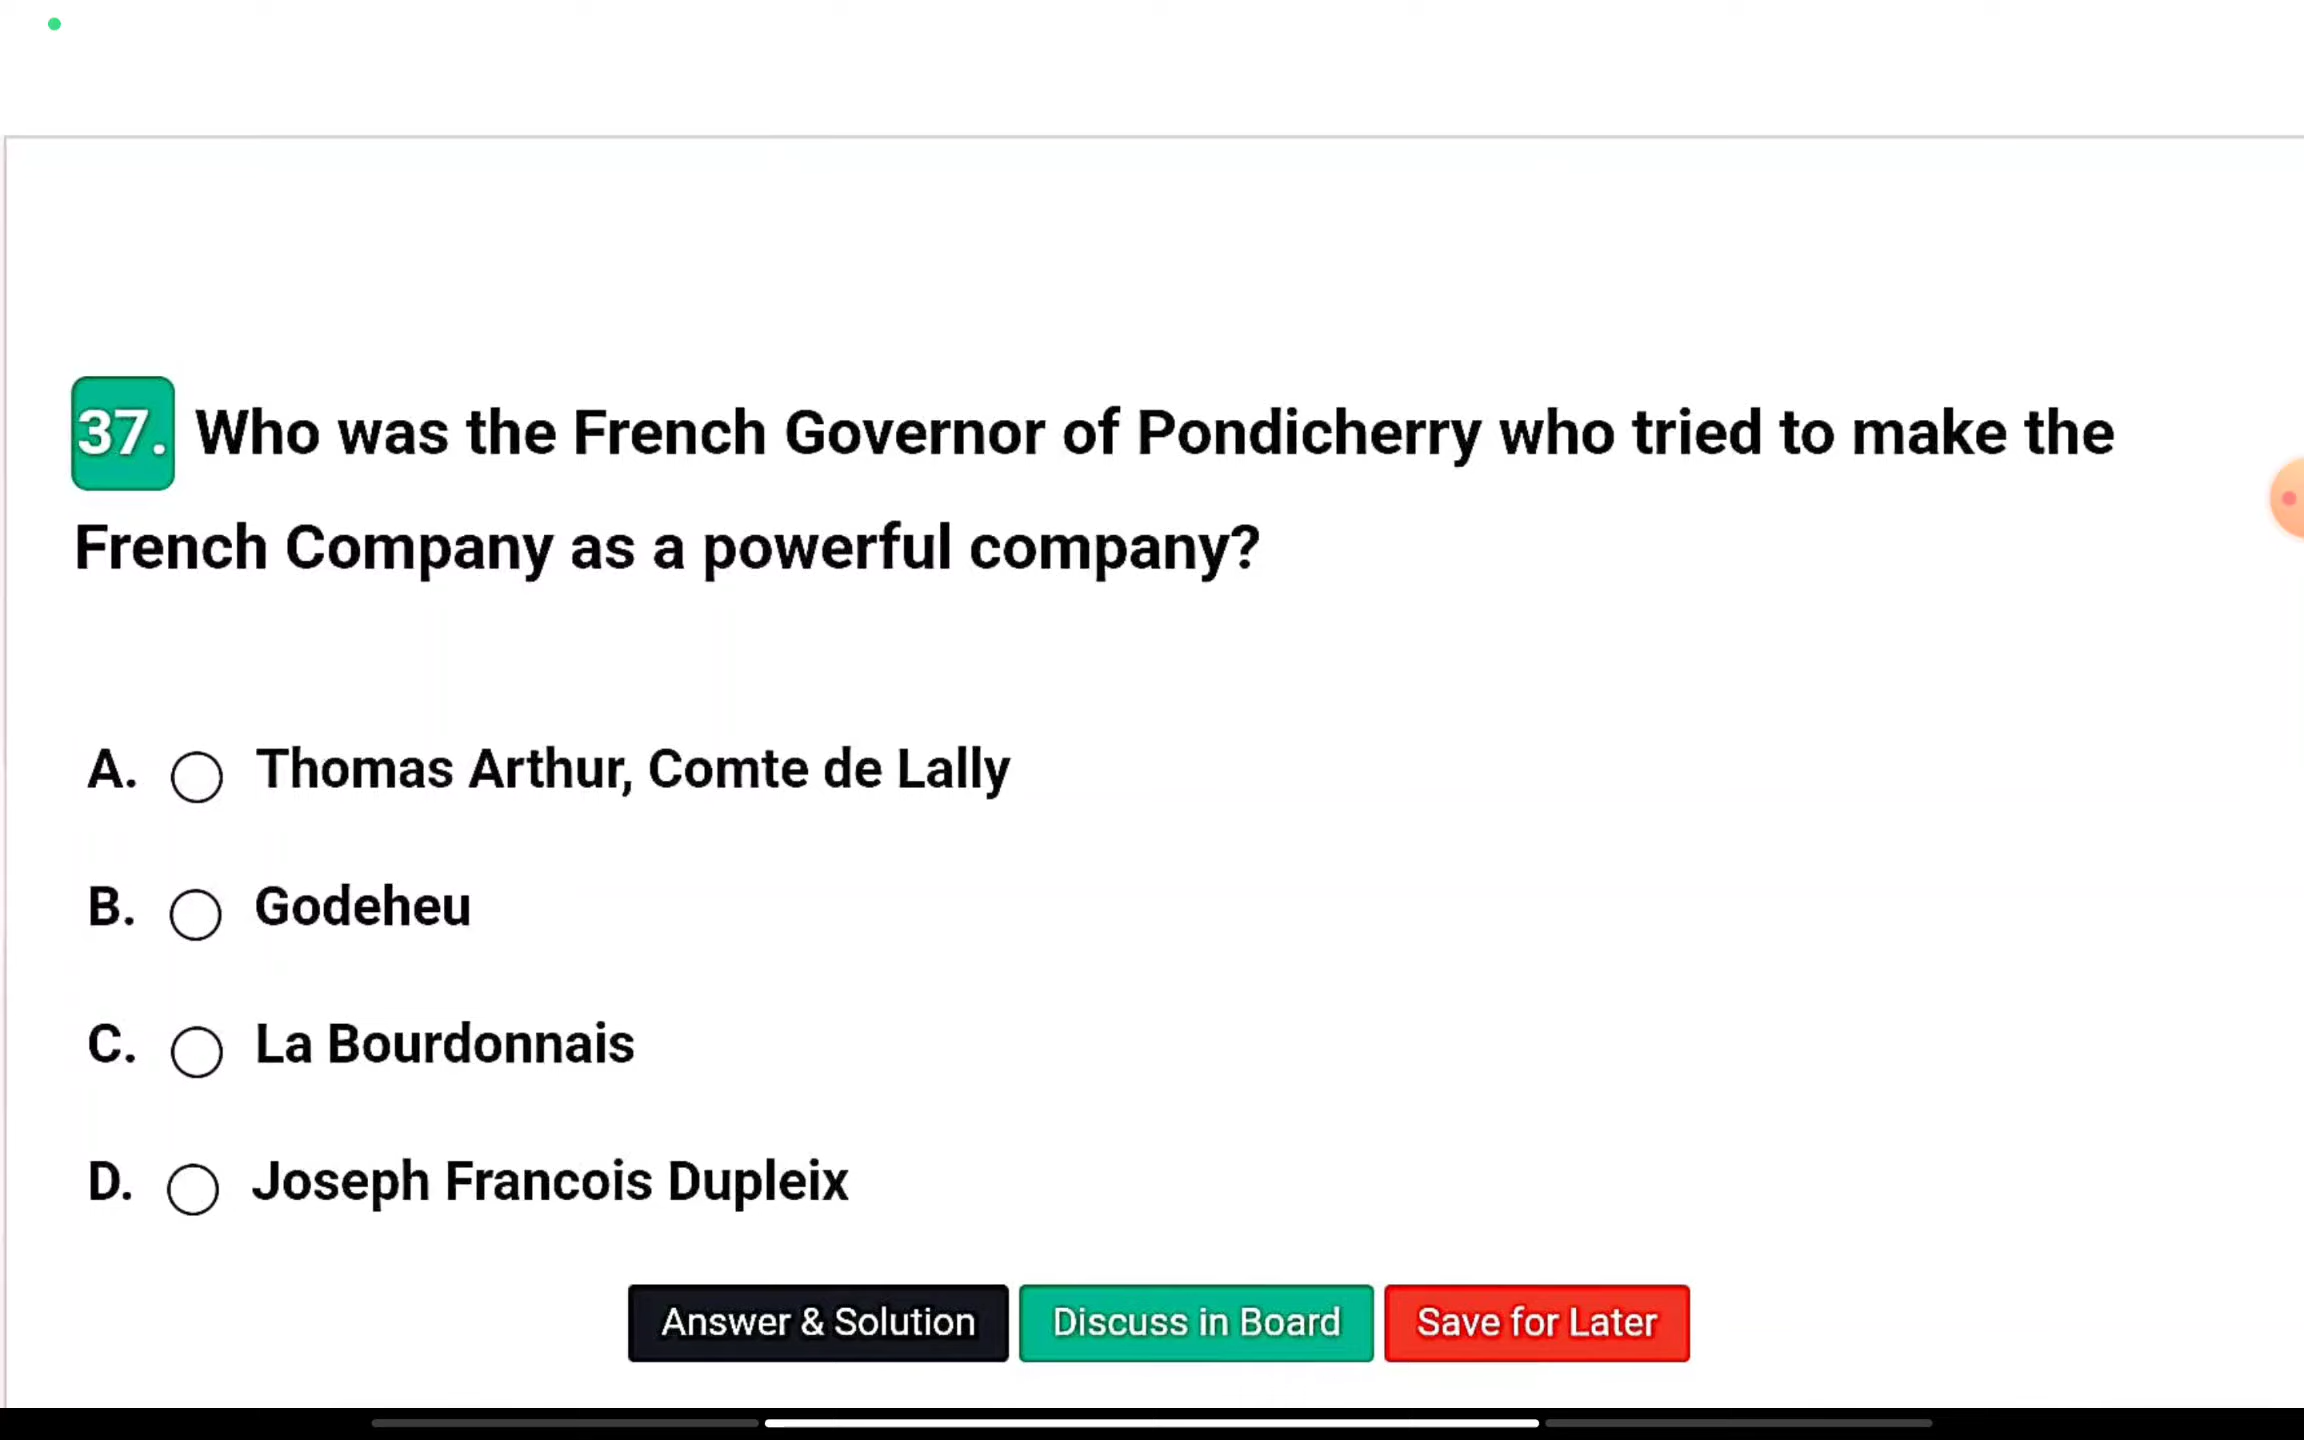 37. Who was the French Governor of Pondicherry who tried to make the
French Company as a powerful company?
A. Thomas Arthur, Comte de Lally
B. Godeheu
C. La Bourdonnais
D. Joseph Francois Dupleix
Answer & Solution Discuss in Board Save for Later